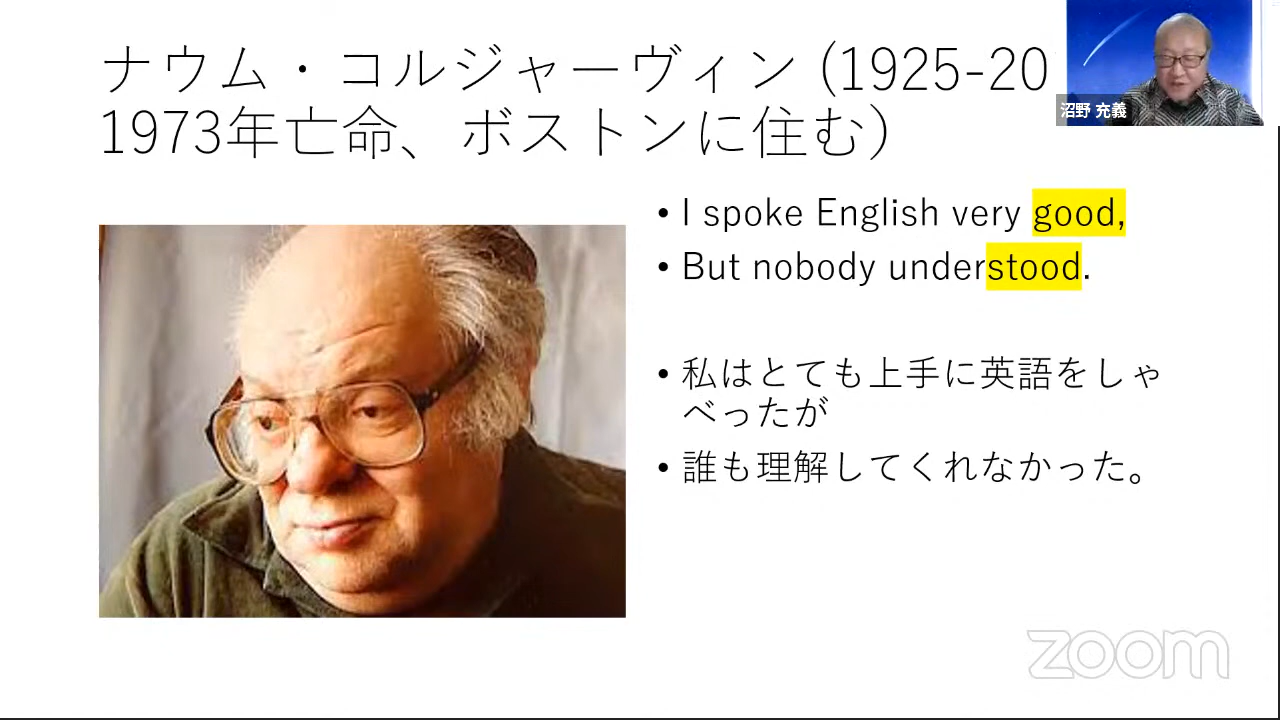 ナウム・コルジャーヴィン (1925-20
1973年亡命、ボストンに住む)
沼野 充義
• I spoke English very good,
• But nobody understood.
• 私はとても上手に英語をしゃ
べったが
• 誰も理解してくれなかった。
zoom